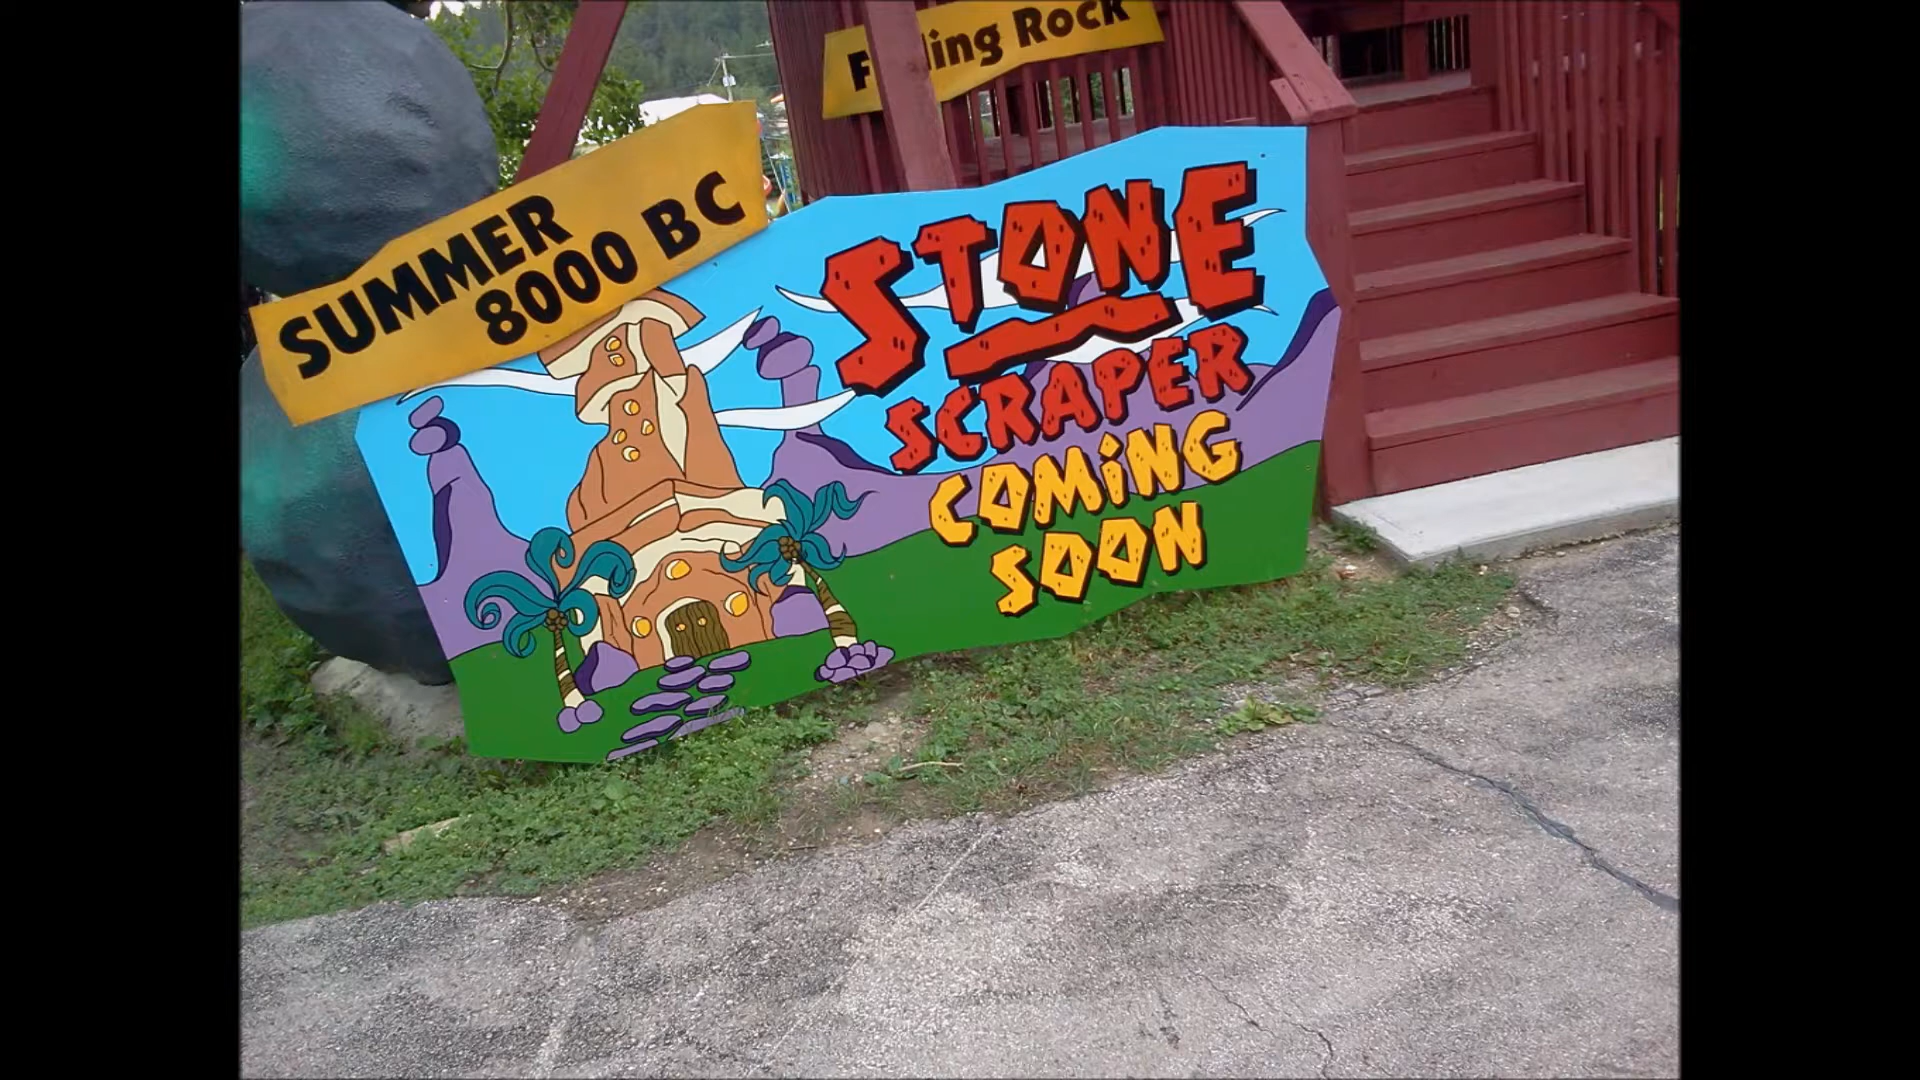 Rock
SUMMER
8000 BC
STONE
SCRAPER
COMiNG
SOON